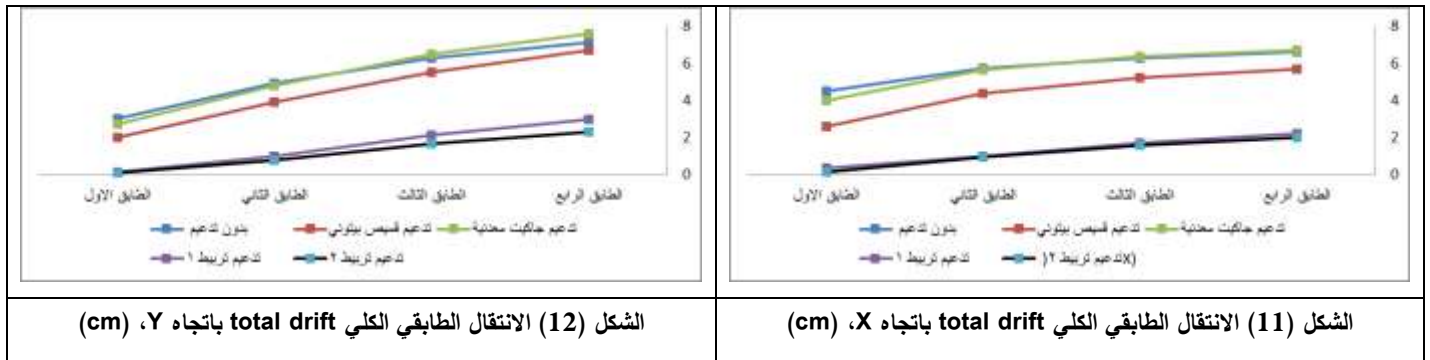 8
6
4
2
0
الطابق الرابع الطابق الثالث الطابق الثاني الطابق الاول
تدعيم جاكيت معدنية تدعيم قميص بيتوني بدون تدعيم
(xتدعيم تربيط ٢( تدعيم تربيط ١
الشكل (11) الانتقال الطابقي الكلي total drift باتجاه X، (cm)
8
6
4
2
0
الطابق الرابع الطابق الثالث الطابق الثاني الطابق الاول
تدعيم جاكيت معدنية تدعيم قميص بيتوني بدون تدعيم
تدعيم تربيط ٢ تدعيم تربيط ١
الشكل (12) الانتقال الطابقي الكلي total drift باتجاه Y، (cm)